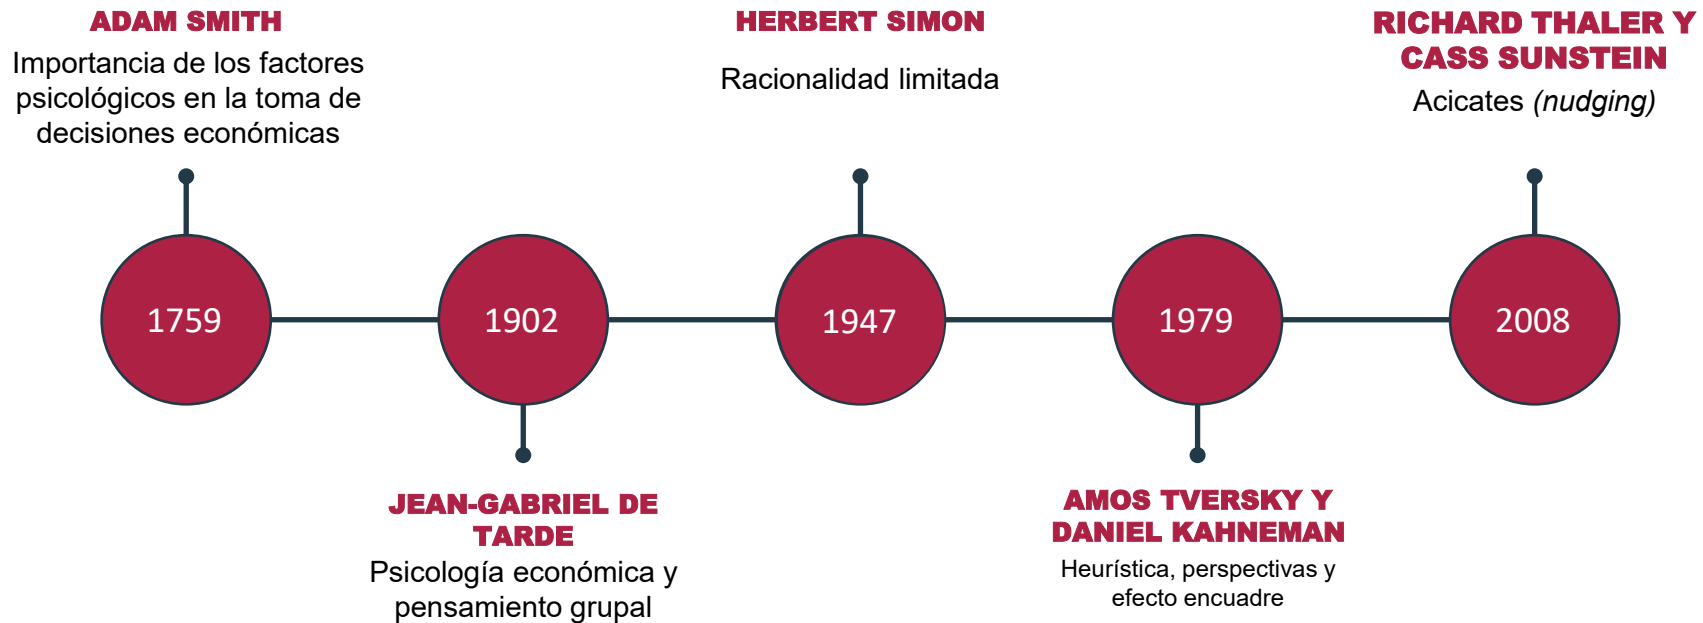 ADAM SMITH
Importancia de los factores
psicológicos en la toma de
decisiones económicas
HERBERT SIMON
Racionalidad limitada
RICHARD THALER Y
CASS SUNSTEIN
Acicates (nudging)
1759
1902
1947
1979
2008
JEAN-GABRIEL DE
TARDE
Psicología económica y
pensamiento grupal
AMOS TVERSKY Y
DANIEL KAHNEMAN
Heurística, perspectivas y
efecto encuadre